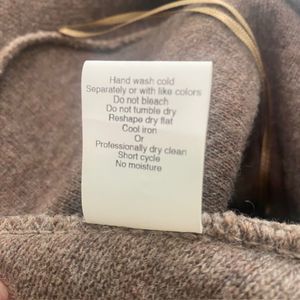 Hand wash cold
Separately or with like colors
Do not bleach
Do not tumble dry
Reshape dry flat
Cool iron
Or
Professionally dry clean
Short cycle
No moisture